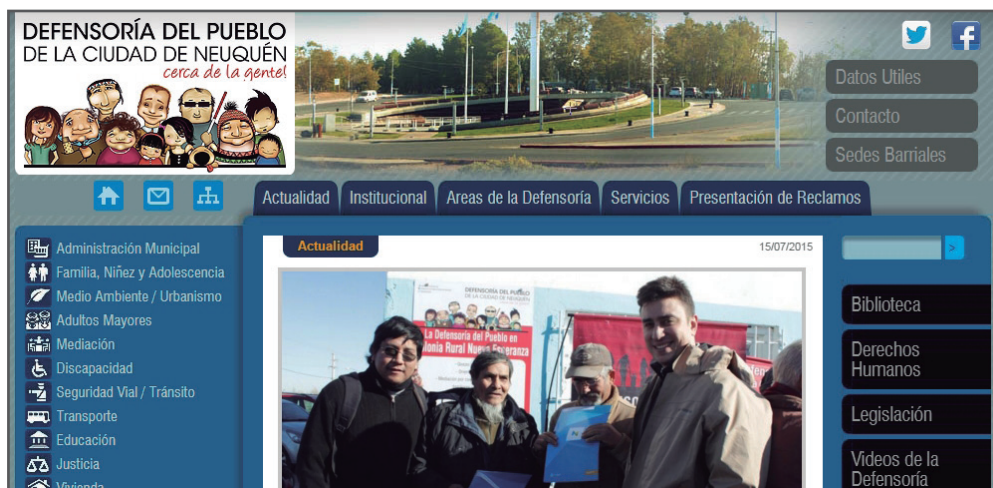 DEFENSORÍA DEL PUEBLO
DE LA CIUDAD DE NEUQUÉN
cerca de la gente!
Datos Utiles
Contacto
Sedes Barriales
Actualidad
Institucional
Areas de la Defensoría
Servicios
Presentación de Reclamos
Administración Municipal
Familia, Niñez y Adolescencia
Medio Ambiente / Urbanismo
Adultos Mayores
Mediación
Discapacidad
Seguridad Vial / Tránsito
Transporte
Educación
Justicia
Vivienda
Actualidad
15/07/2015
DEFENSORÍA DEL PUEBLO
DE LA CIUDAD DE NEUQUÉN
La Defensoría del Pueblo en
olonia Rural Nueva Esperanza
>
Biblioteca
Derechos
Humanos
Legislación
Videos de la
Defensoría